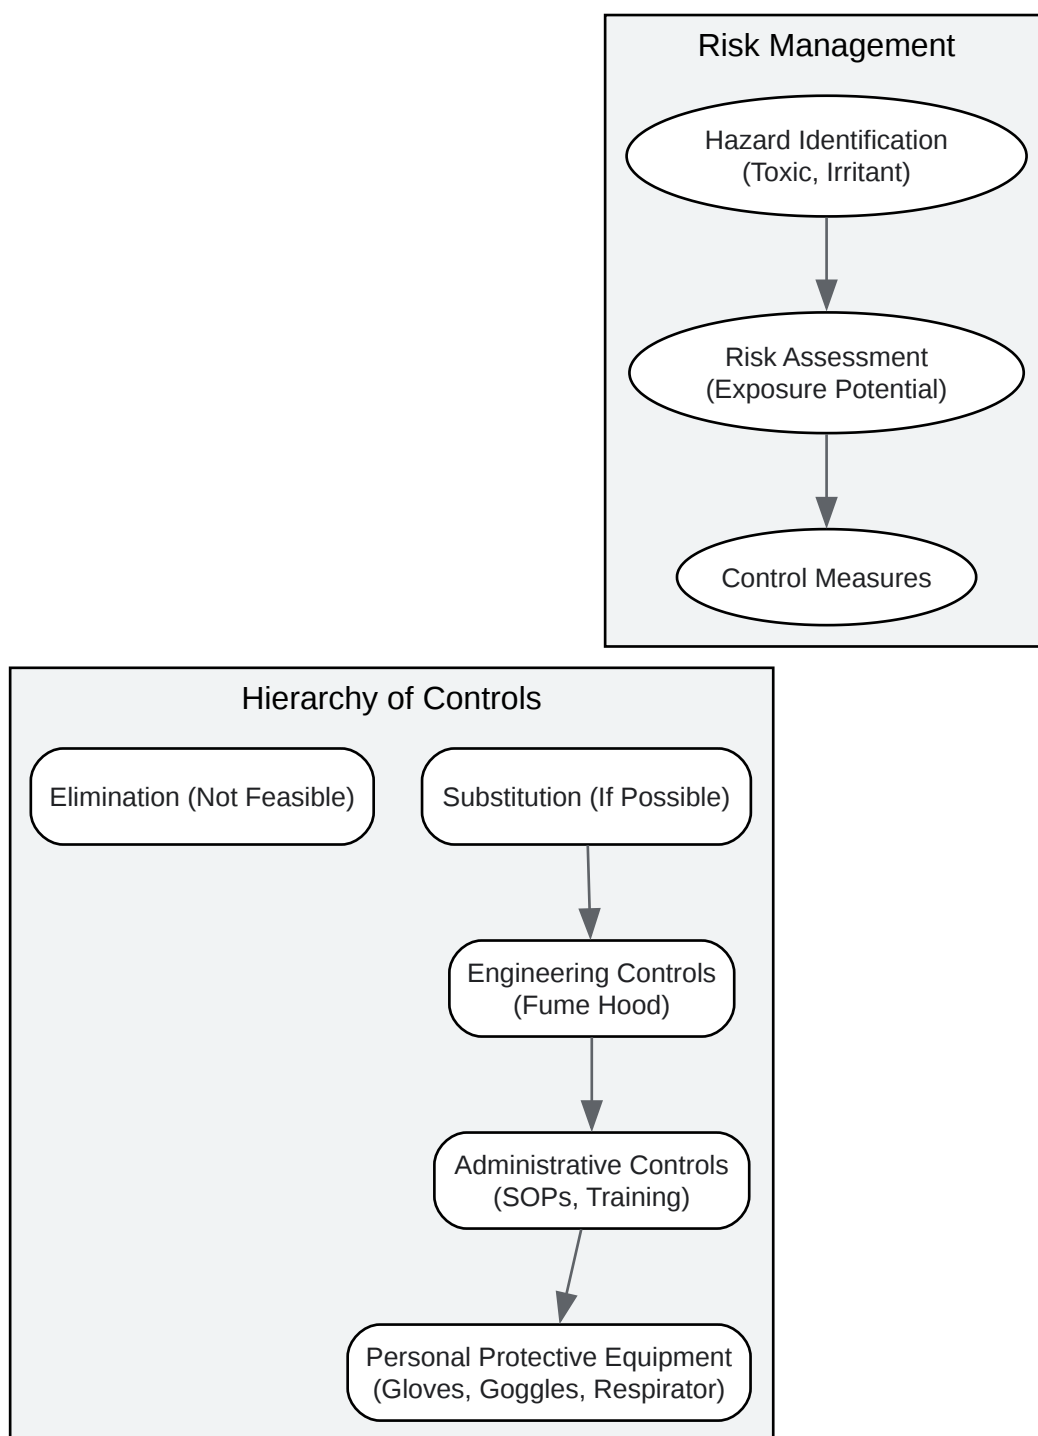 Risk Management
Hazard Identification
(Toxic, Irritant)
Risk Assessment
(Exposure Potential)
Control Measures
Hierarchy of Controls
Elimination (Not Feasible)
Substitution (If Possible)
Engineering Controls
(Fume Hood)
Administrative Controls
(SOPs, Training)
Personal Protective Equipment
(Gloves, Goggles, Respirator)